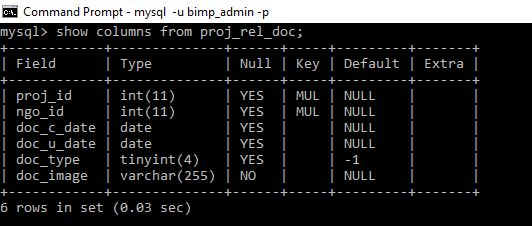 Command Prompt - mysql -u bimp_admin -p
mysql> show columns from proj_rel_doc;
+-------------+--------------+------+-----+---------+-------+
| Field       | Type         | Null | Key | Default | Extra |
+-------------+--------------+------+-----+---------+-------+
| proj_id     | int(11)      | YES  | MUL | NULL    |       |
| ngo_id      | int(11)      | YES  | MUL | NULL    |       |
| doc_c_date  | date         | YES  |     | NULL    |       |
| doc_u_date  | date         | YES  |     | NULL    |       |
| doc_type    | tinyint(4)   | YES  |     | -1      |       |
| doc_image   | varchar(255) | NO   |     | NULL    |       |
+-------------+--------------+------+-----+---------+-------+
6 rows in set (0.03 sec)